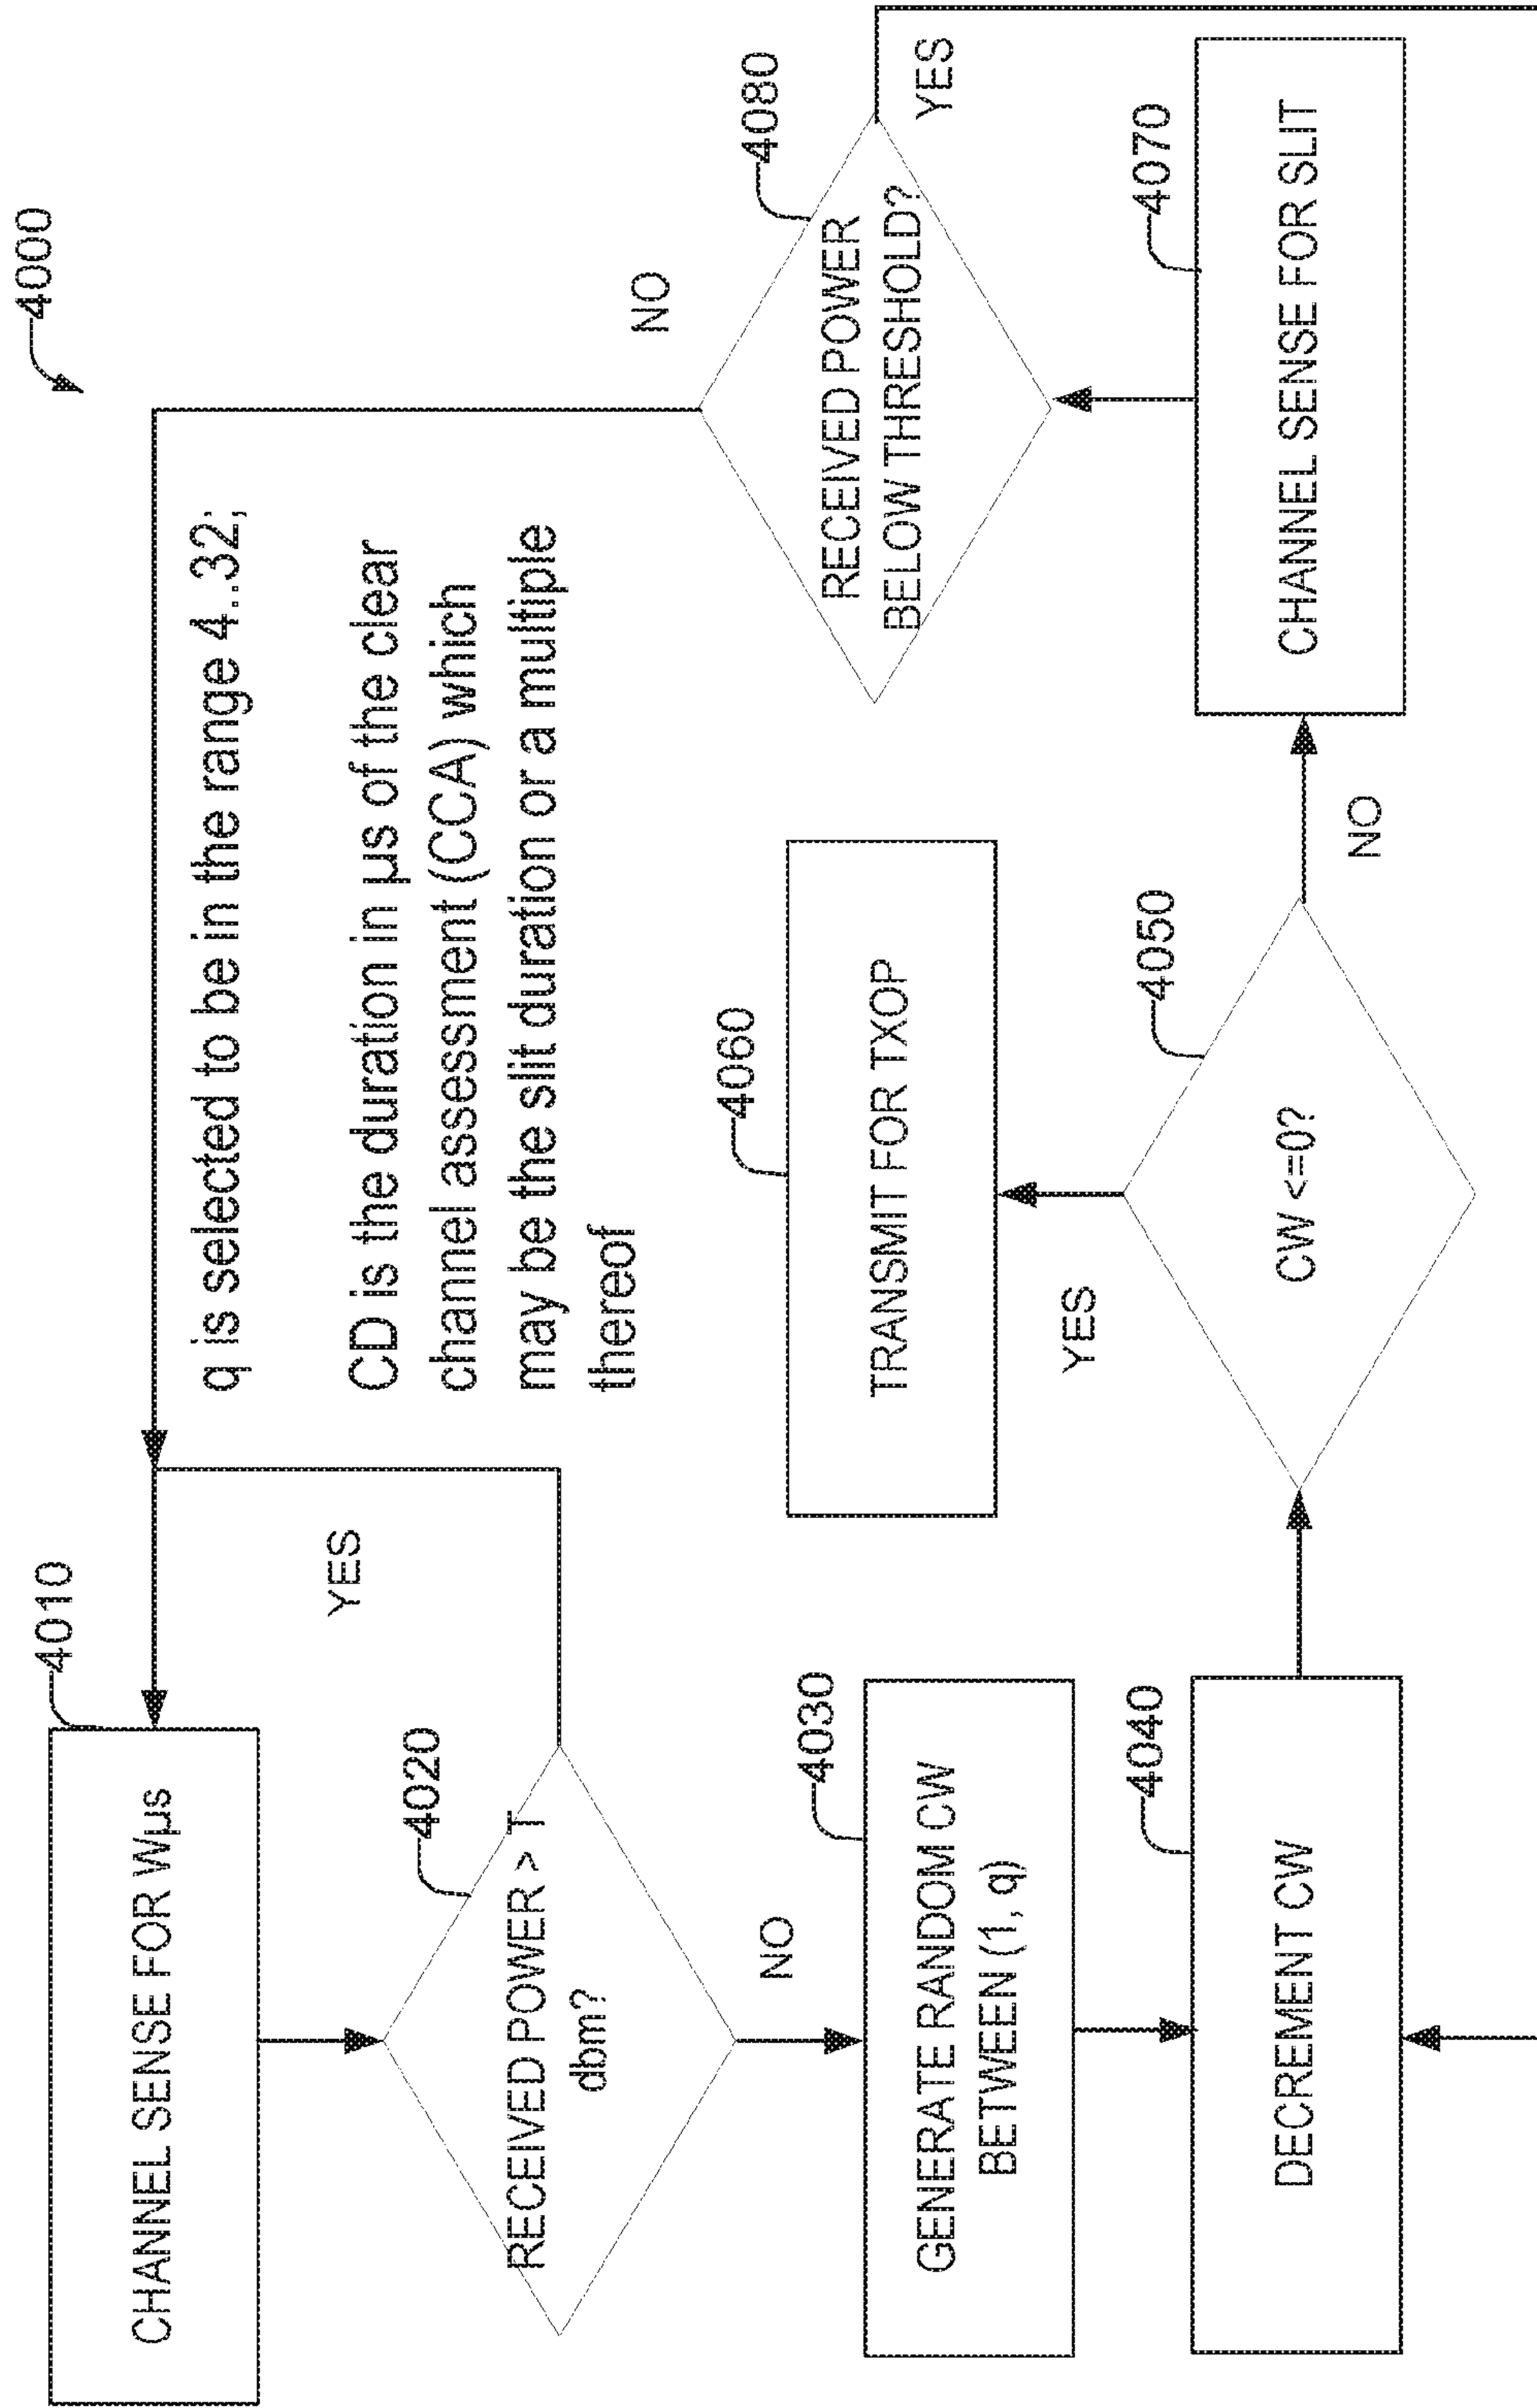 4000
4010
CHANNEL SENSE FOR Wµs
YES
4020
RECEIVED POWER > T
dbm?
NO
q is selected to be in the range 4..32;
CD is the duration in µs of the clear
channel assessment (CCA) which
may be the slit duration or a multiple
thereof
NO
4080
RECEIVED POWER
BELOW THRESHOLD?
YES
4030
GENERATE RANDOM CW
BETWEEN (1, q)
4060
TRANSMIT FOR TXOP
YES
4040
DECREMENT CW
4050
CW <=0?
NO
4070
CHANNEL SENSE FOR SLIT